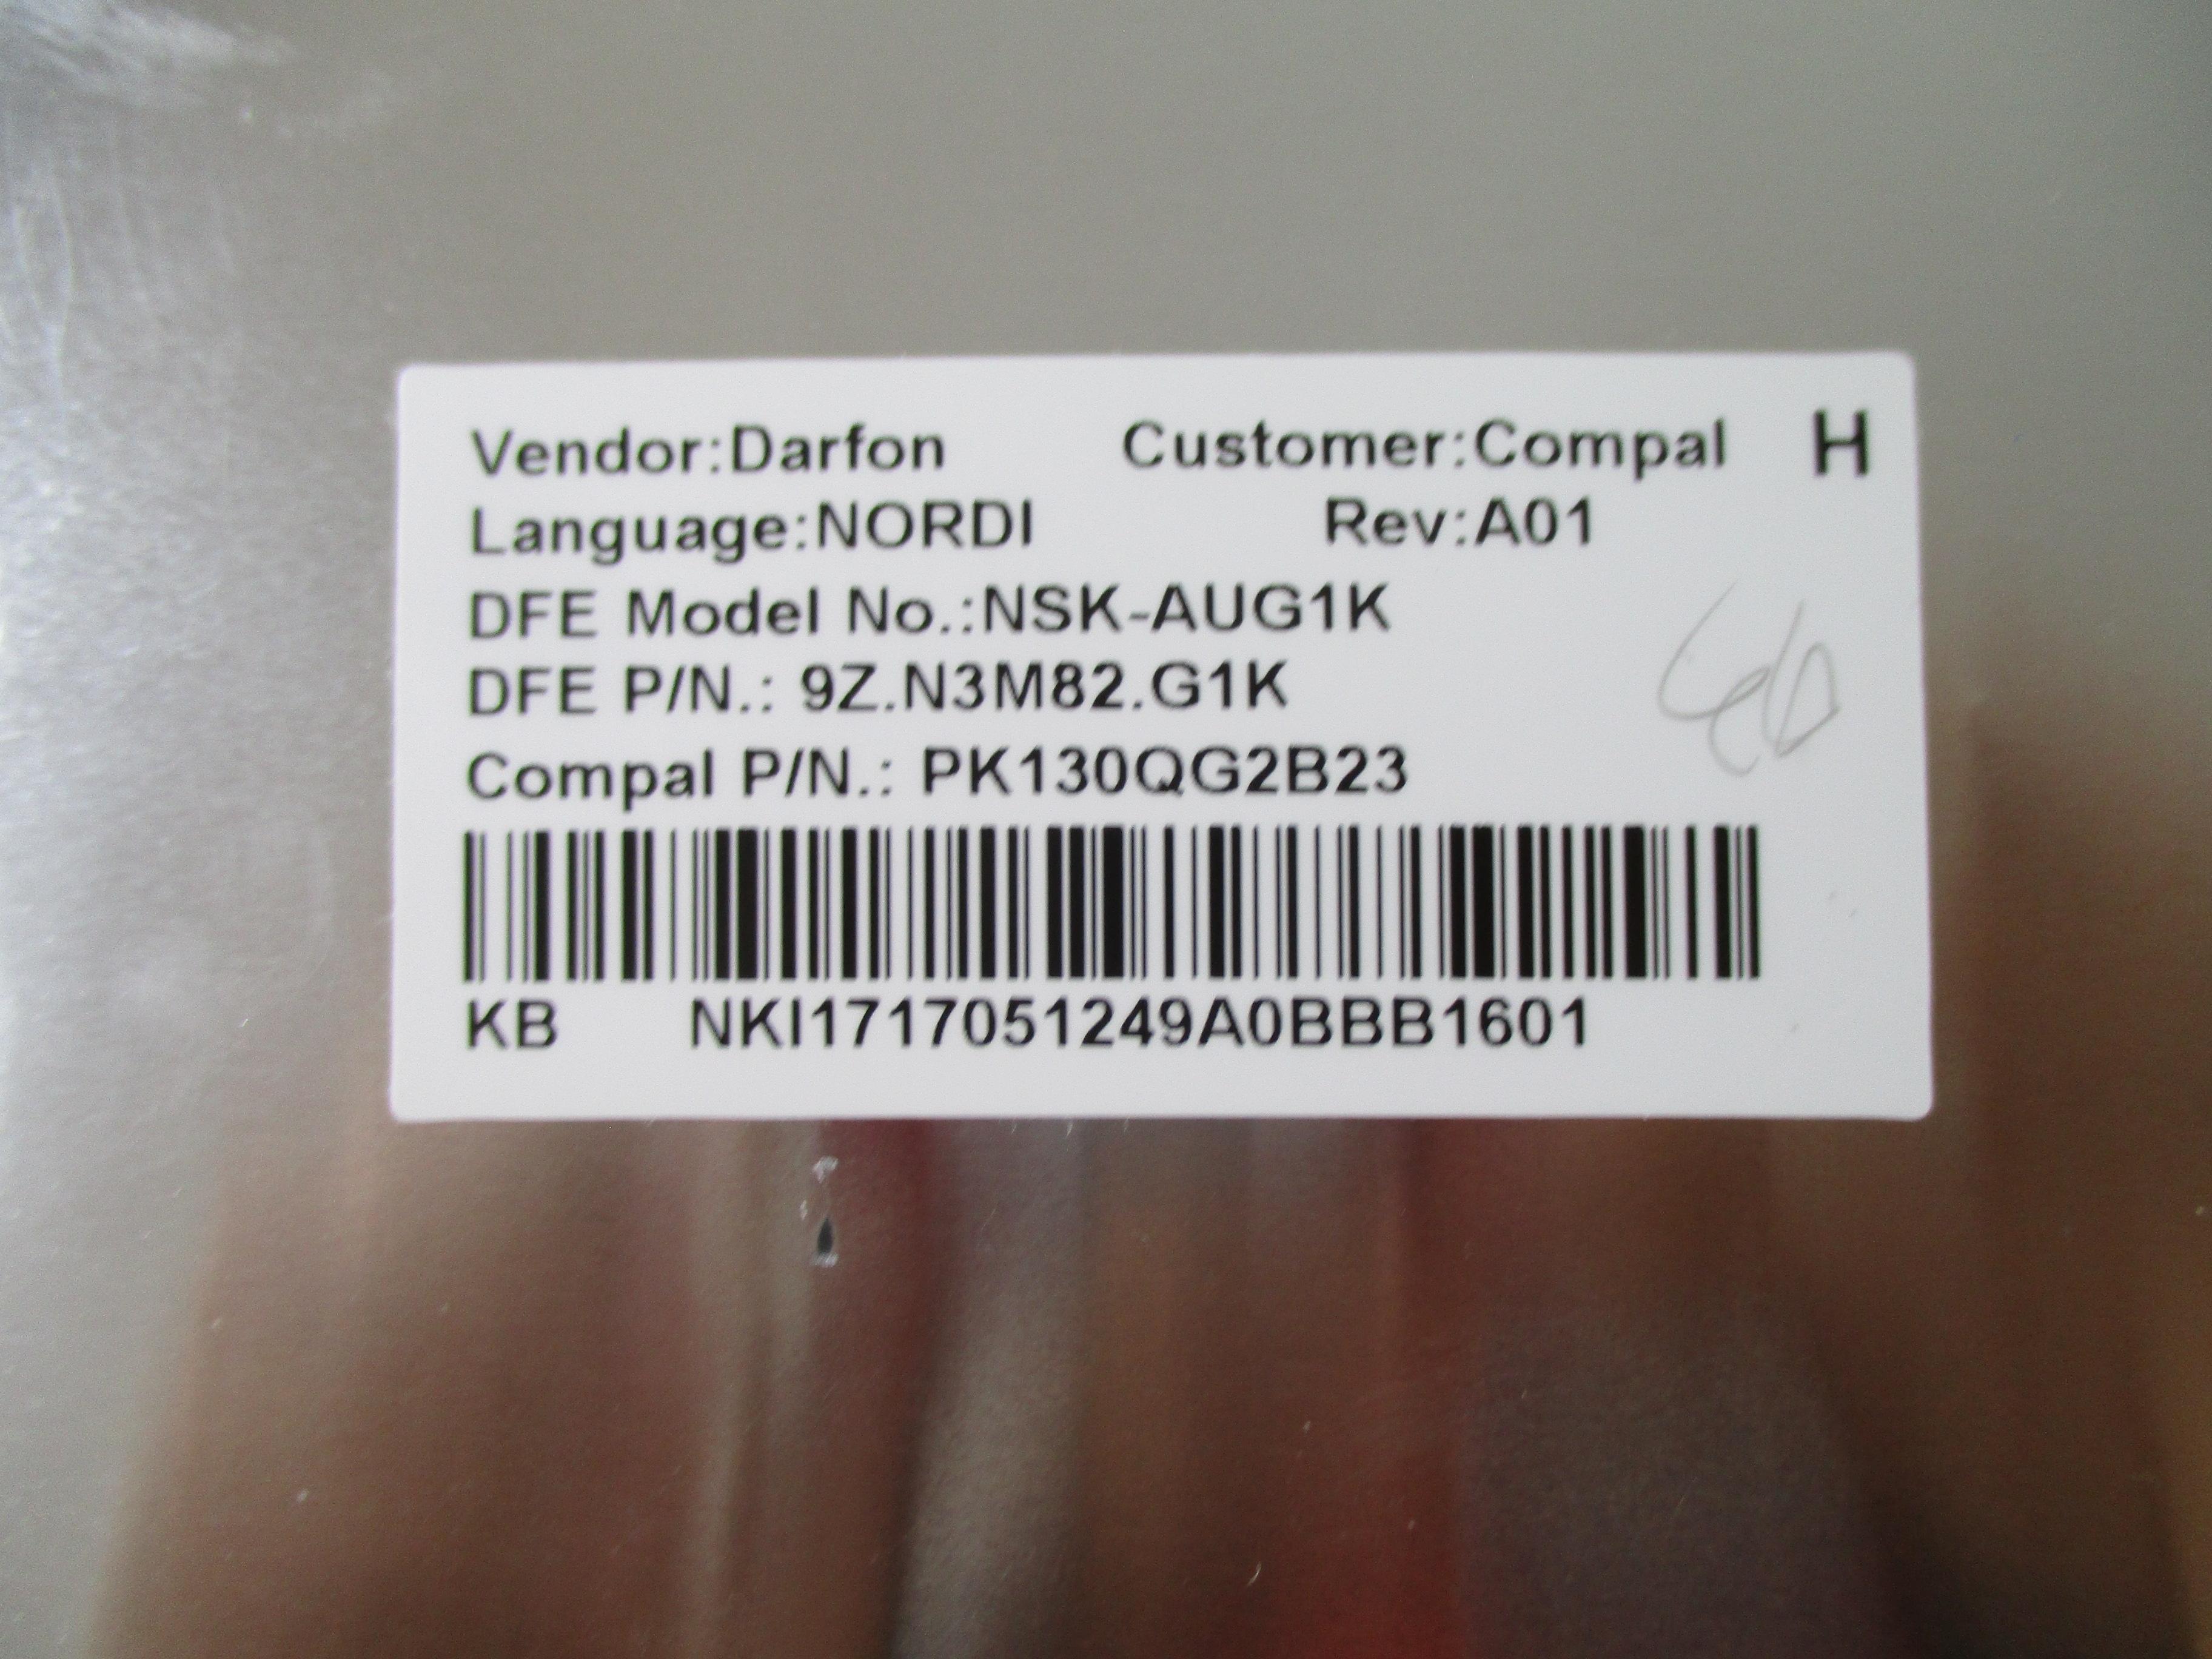 Vendor:Darfon Customer:Compal H
Language:NORDI Rev:A01
DFE Model No.:NSK-AUG1K
DFE P/N.: 9Z.N3M82.G1K
Compal P/N.: PK130QG2B23
KB NKI1717051249A0BBB1601